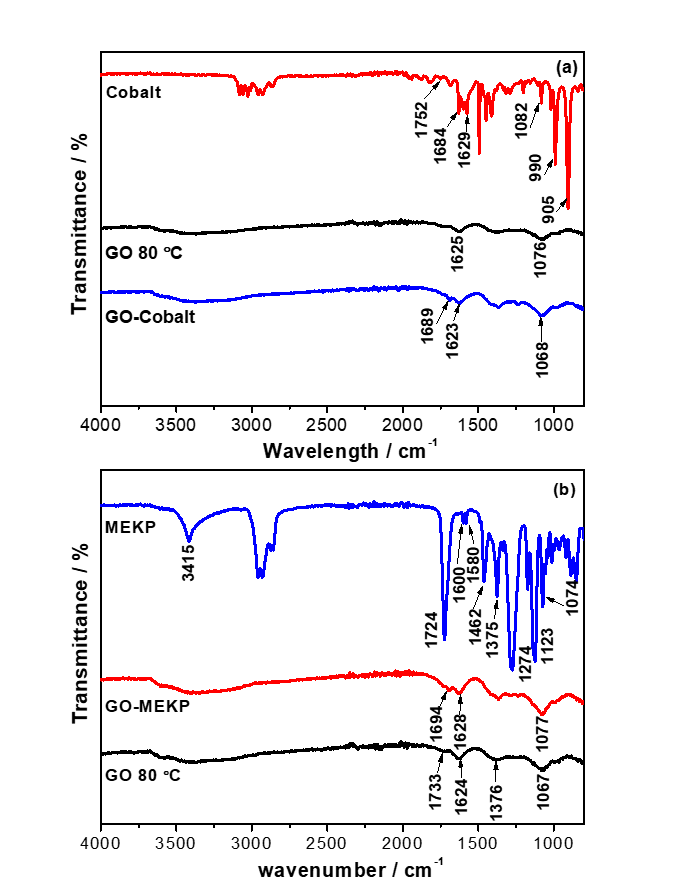 (a)
Cobalt
1752
1684
1629
1082
990
905
GO 80 °C
1625
1076
GO-Cobalt
1689
1623
1068
Transmittance / %
4000 3500 3000 2500 2000 1500 1000
Wavelength / cm-1
(b)
MEKP
3415
1724
1600
1580
1462
1375
1274
1123
1074
GO-MEKP
1694
1628
1077
GO 80 °C
1733
1624
1376
1067
Transmittance / %
4000 3500 3000 2500 2000 1500 1000
wavenumber / cm-1